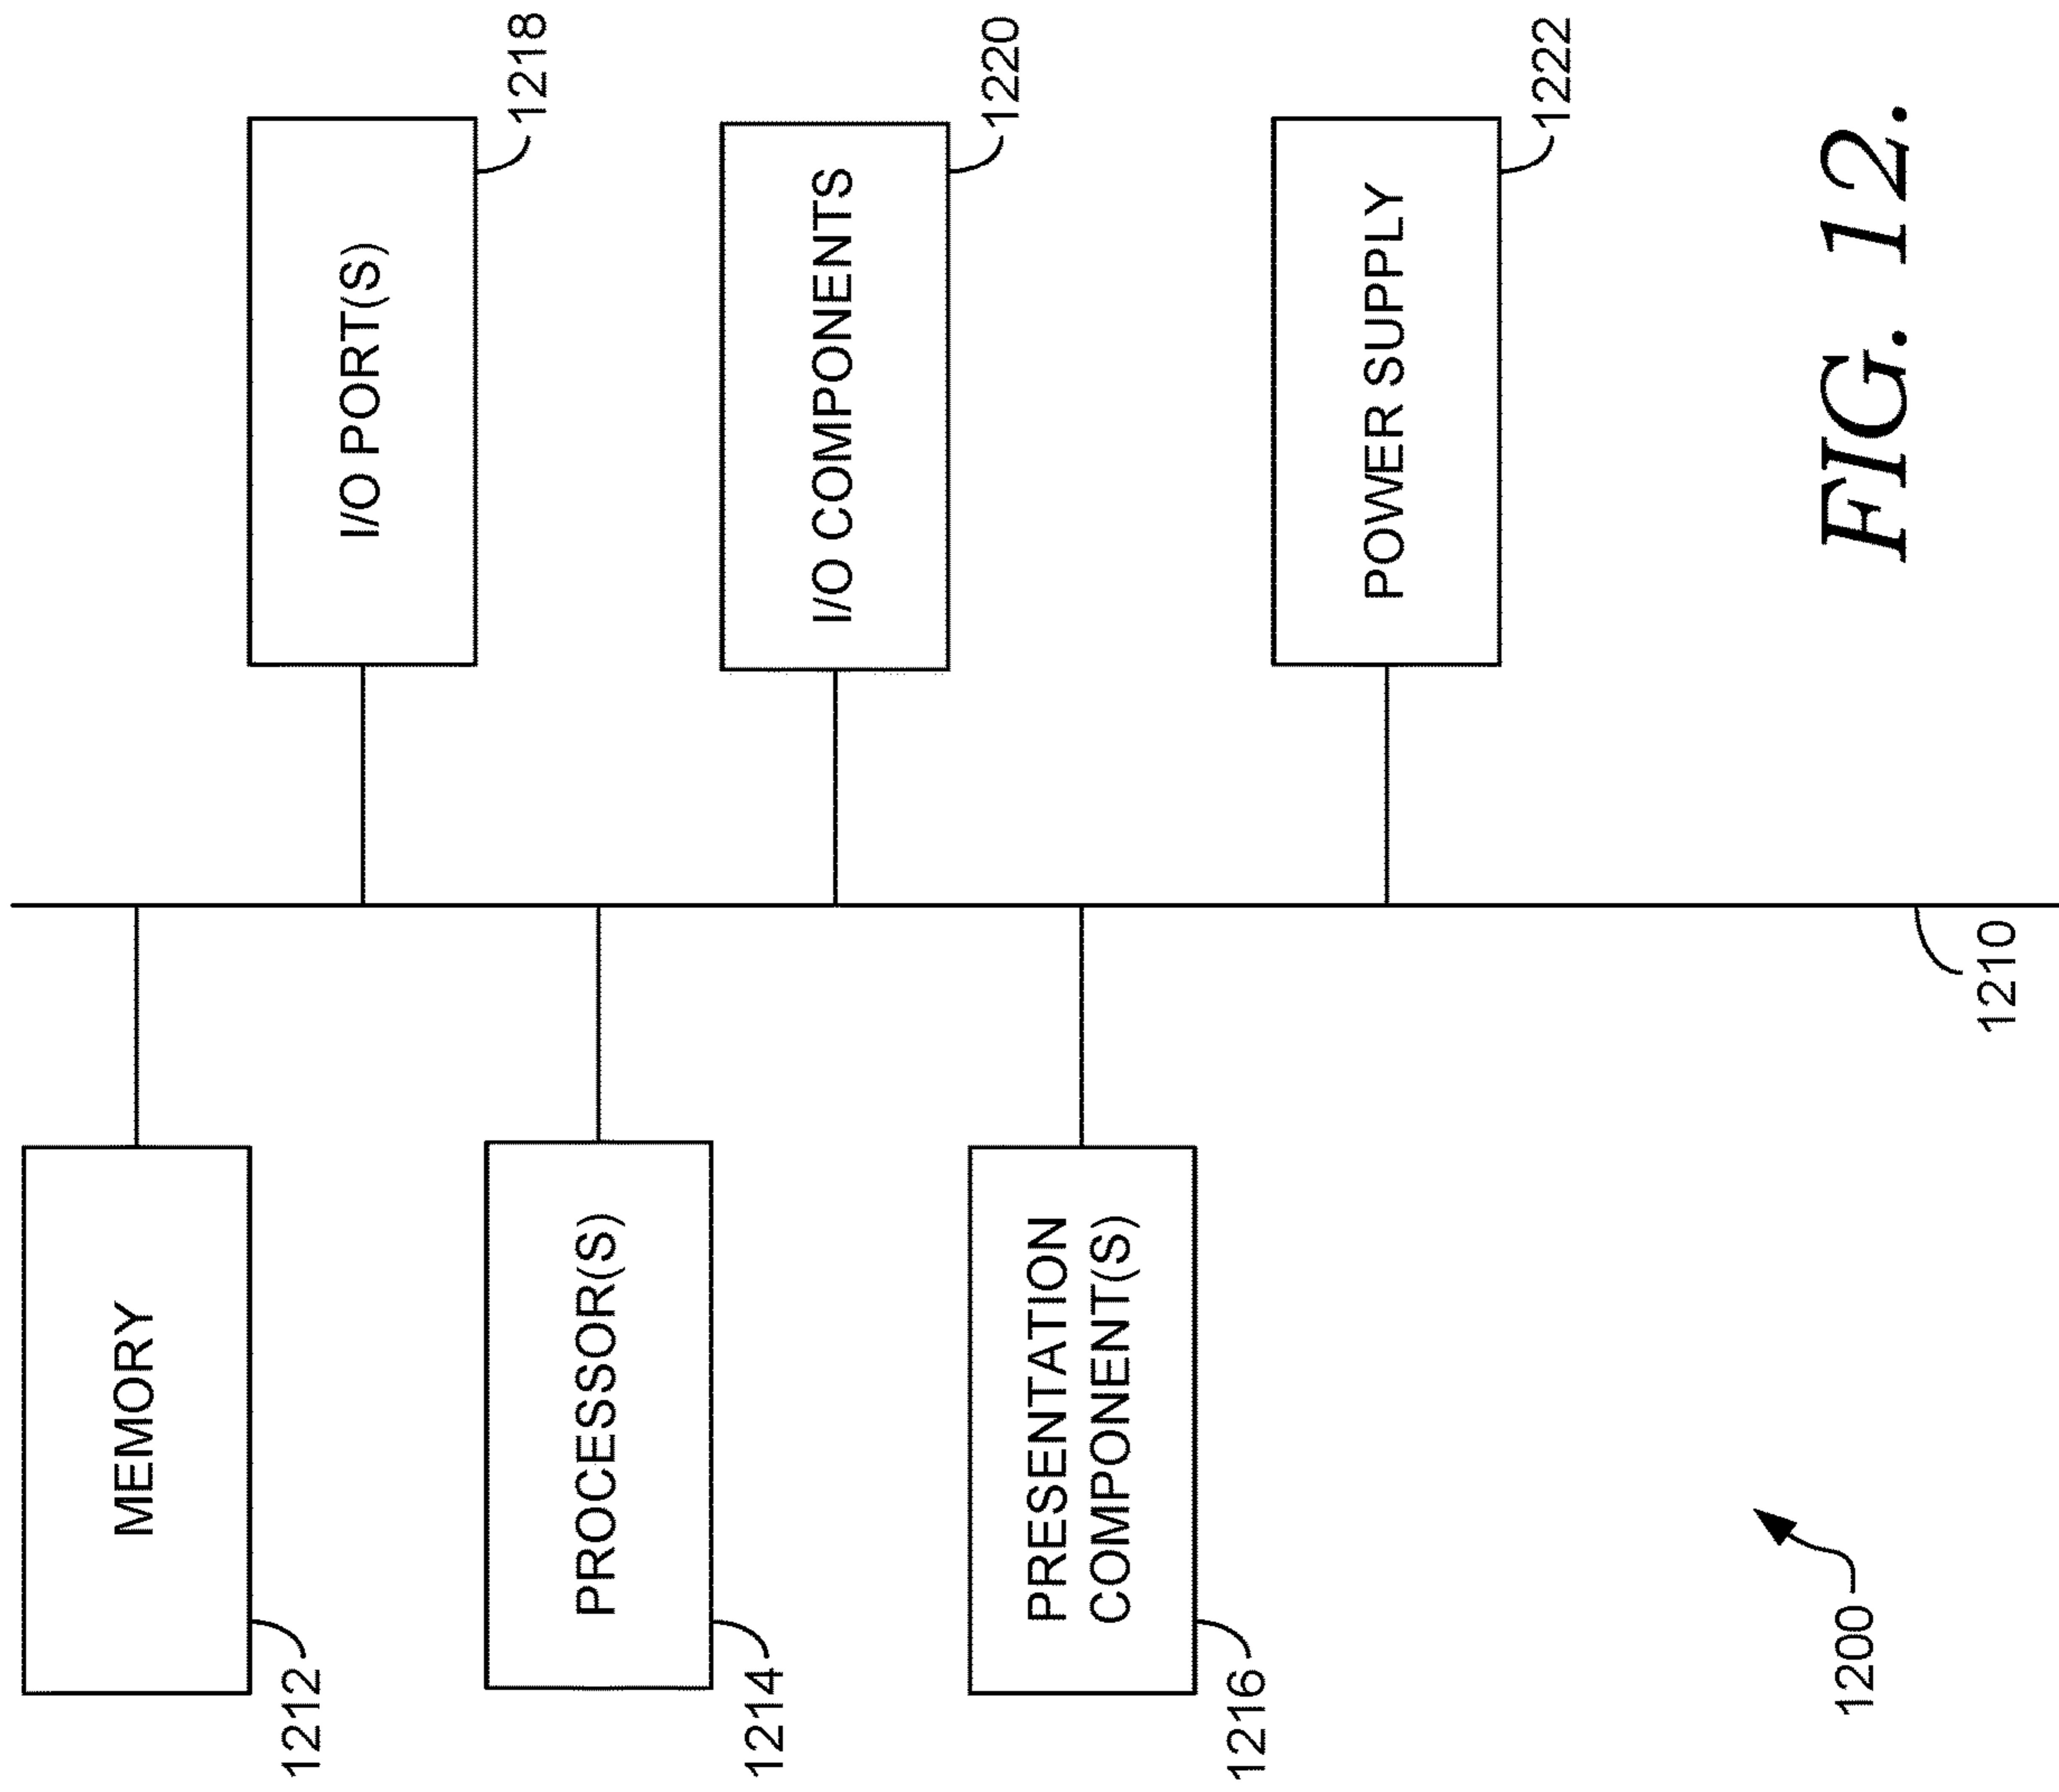 MEMORY
1212
PROCESSOR(S)
1214
PRESENTATION
COMPONENT(S)
1216
I/O PORT(S)
1218
I/O COMPONENTS
1220
POWER SUPPLY
1222
1210
1200
FIG. 12.